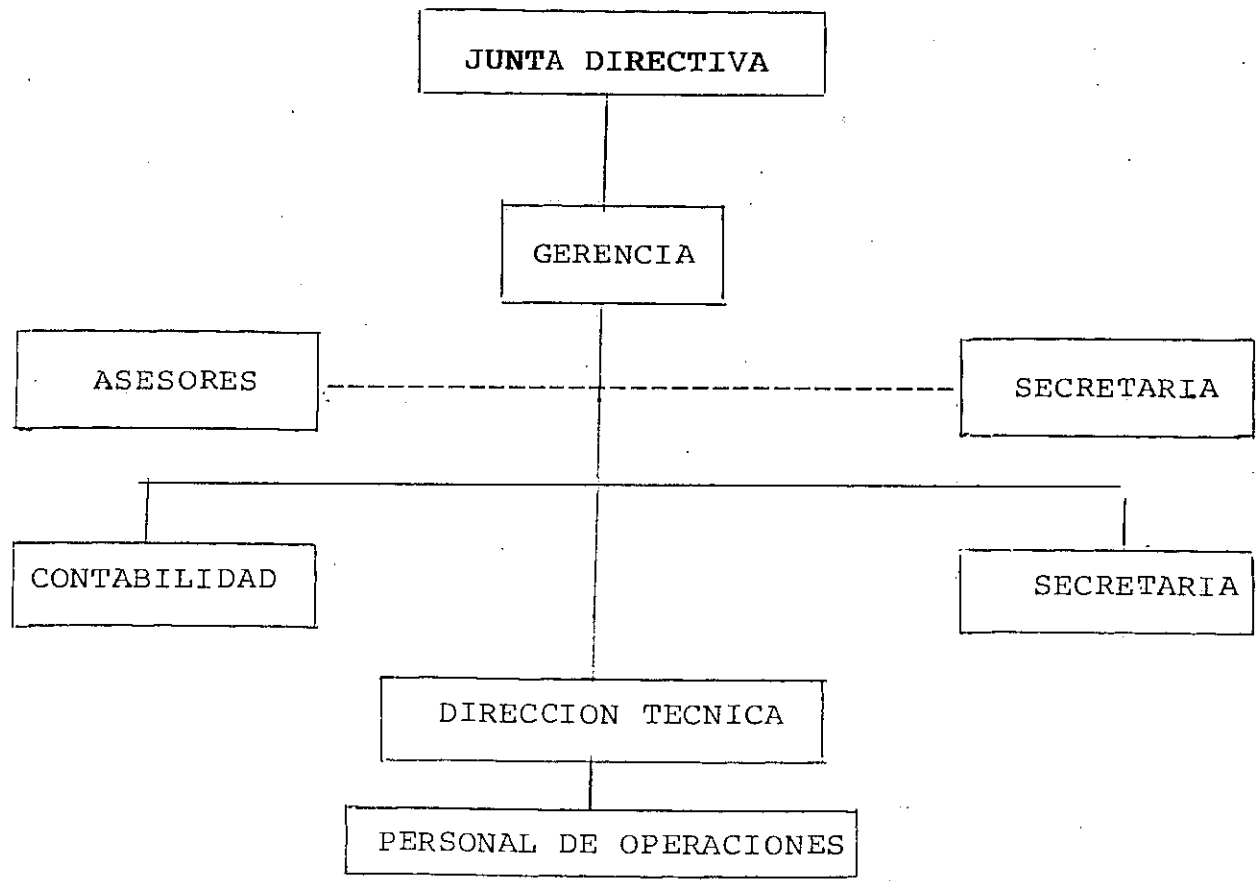 JUNTA DIRECTIVA
GERENCIA
ASESORES
SECRETARIA
CONTABILIDAD
SECRETARIA
DIRECCION TECNICA
PERSONAL DE OPERACIONES